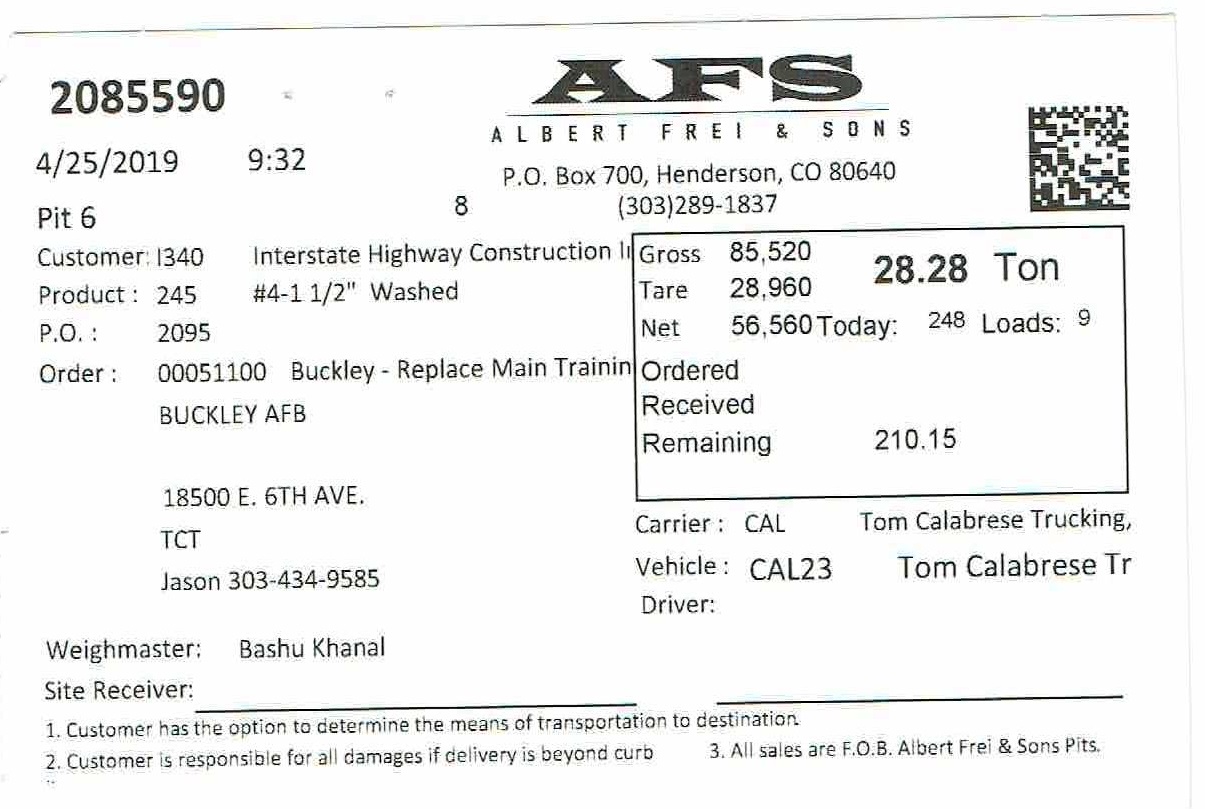 2085590
AFS
ALBERT FREI & SONS
4/25/2019 9:32
P.O. Box 700, Henderson, CO 80640
Pit 6 8 (303)289-1837
Customer: I340 Interstate Highway Construction I
Gross 85,520 28.28 Ton
Product : 245 #4-1 1/2" Washed
Tare 28,960
P.O. : 2095
Net 56,560 Today: 248 Loads: 9
Order : 00051100 Buckley - Replace Main Trainin
Ordered
BUCKLEY AFB
Received
Remaining 210.15
18500 E. 6TH AVE.
Carrier : CAL Tom Calabrese Trucking,
TCT
Vehicle : CAL23 Tom Calabrese Tr
Jason 303-434-9585
Driver:
Weighmaster: Bashu Khanal
Site Receiver:
1. Customer has the option to determine the means of transportation to destination.
2. Customer is responsible for all damages if delivery is beyond curb 3. All sales are F.O.B. Albert Frei & Sons Pits.